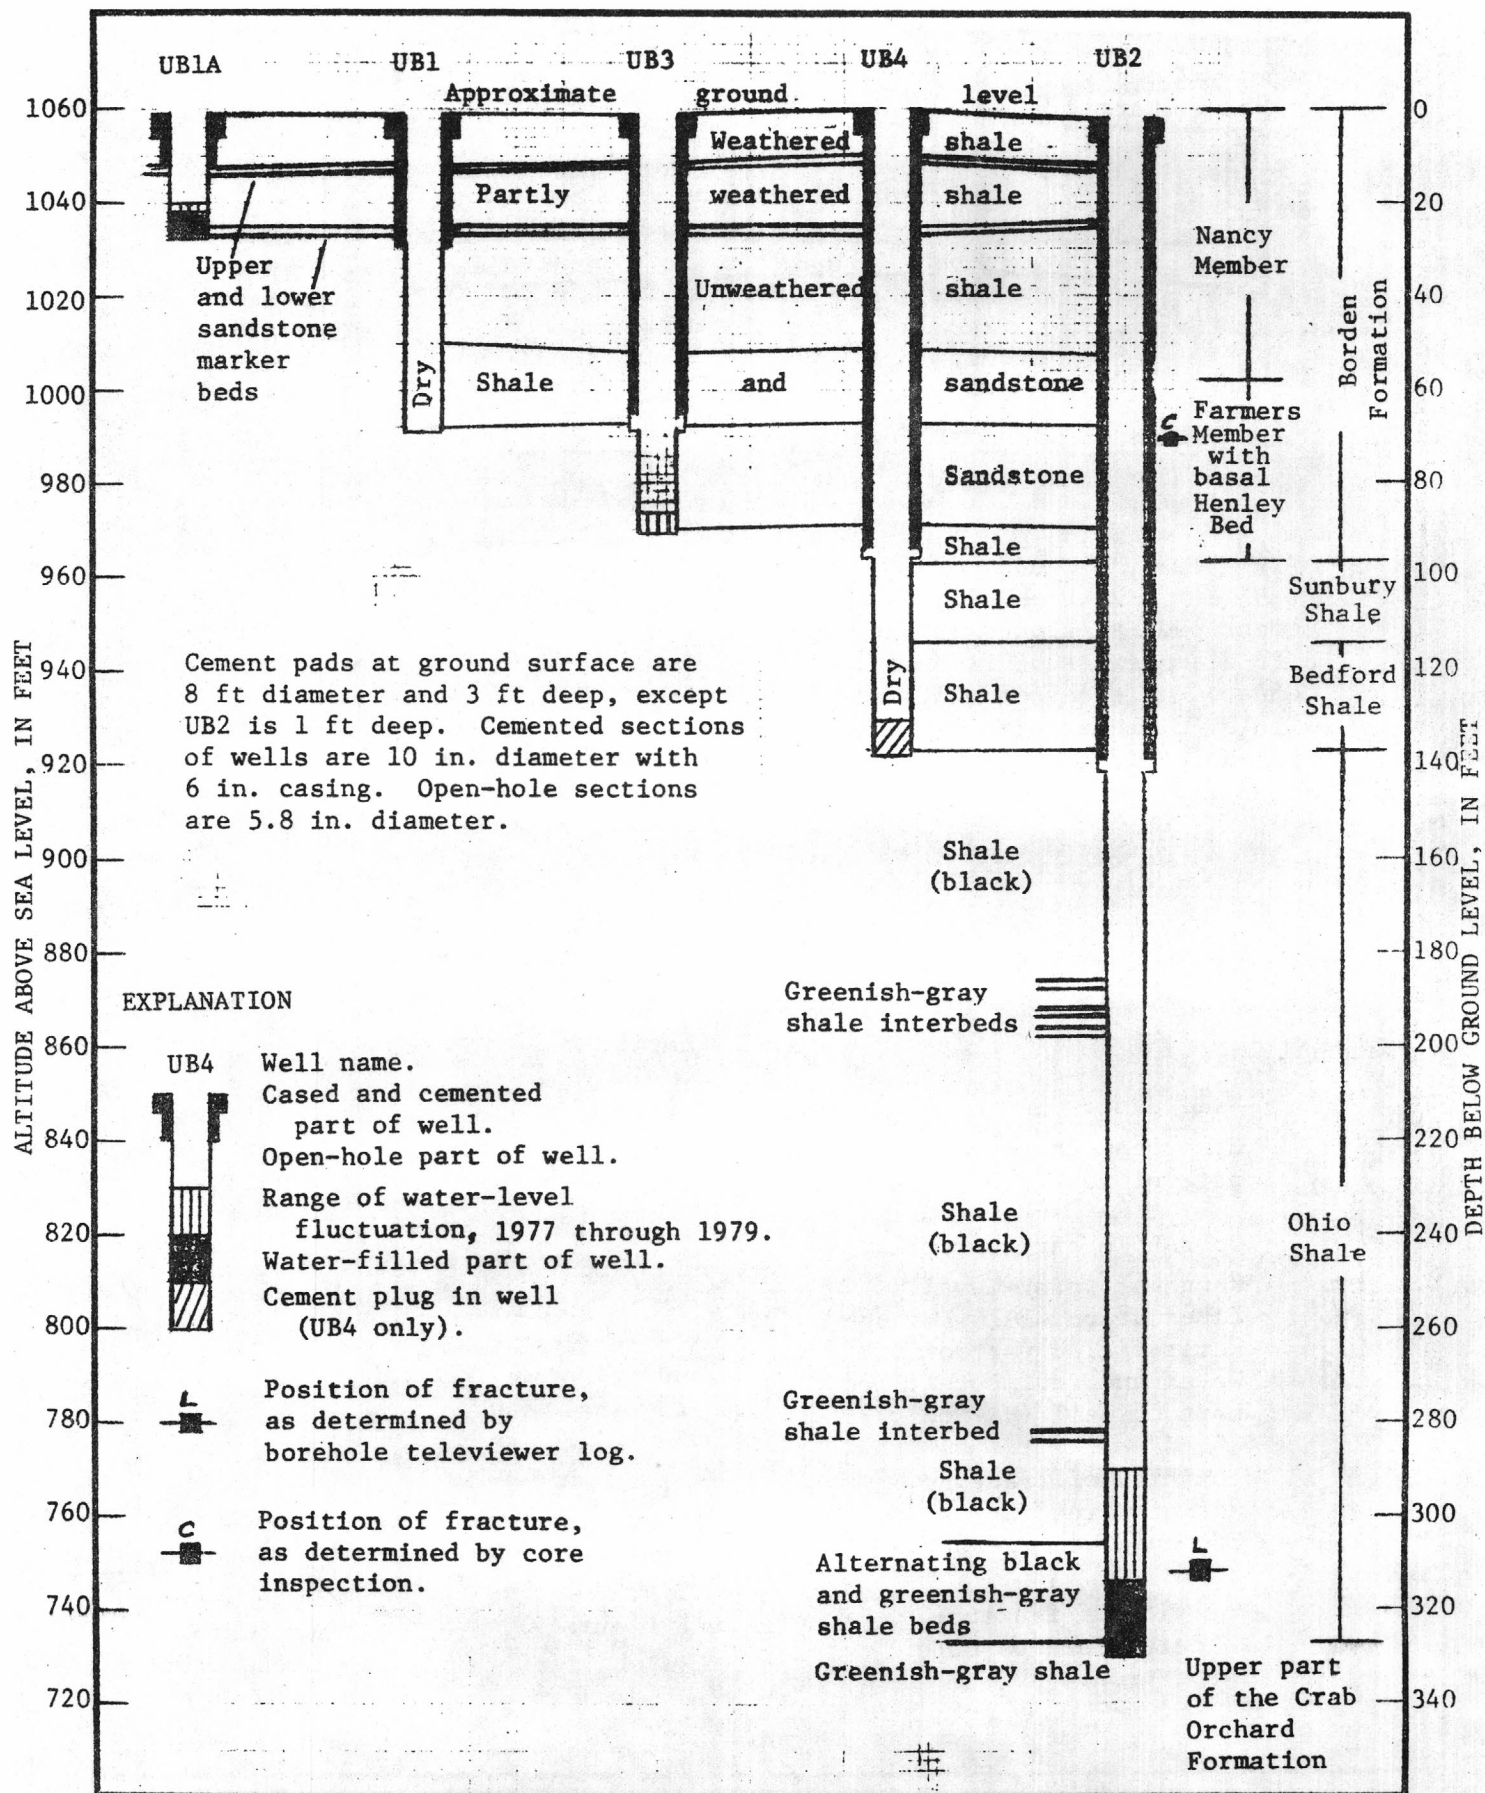 UB1A
UB1
UB3
UB4
UB2
Approximate ground level
Weathered shale
Partly weathered shale
Unweathered shale
Shale and sandstone
Sandstone
Shale
Shale
Shale
Dry
Dry
Upper
and lower
sandstone
marker
beds
Nancy
Member
Borden
Formation
C
Farmers
Member
with
basal
Henley
Bed
Sunbury
Shale
Bedford
Shale
Cement pads at ground surface are
8 ft diameter and 3 ft deep, except
UB2 is 1 ft deep. Cemented sections
of wells are 10 in. diameter with
6 in. casing. Open-hole sections
are 5.8 in. diameter.
Shale
(black)
Greenish-gray
shale interbeds
Shale
(black)
Ohio
Shale
Greenish-gray
shale interbed
Shale
(black)
L
Alternating black
and greenish-gray
shale beds
Greenish-gray shale
Upper part
of the Crab
Orchard
Formation
EXPLANATION
UB4
Well name.
Cased and cemented
part of well.
Open-hole part of well.
Range of water-level
fluctuation, 1977 through 1979.
Water-filled part of well.
Cement plug in well
(UB4 only).
L
Position of fracture,
as determined by
borehole televiewer log.
C
Position of fracture,
as determined by core
inspection.
ALTITUDE ABOVE SEA LEVEL, IN FEET
1060
1040
1020
1000
980
960
940
920
900
880
860
840
820
800
780
760
740
720
DEPTH BELOW GROUND LEVEL, IN FEET
0
20
40
60
80
100
120
140
160
180
200
220
240
260
280
300
320
340